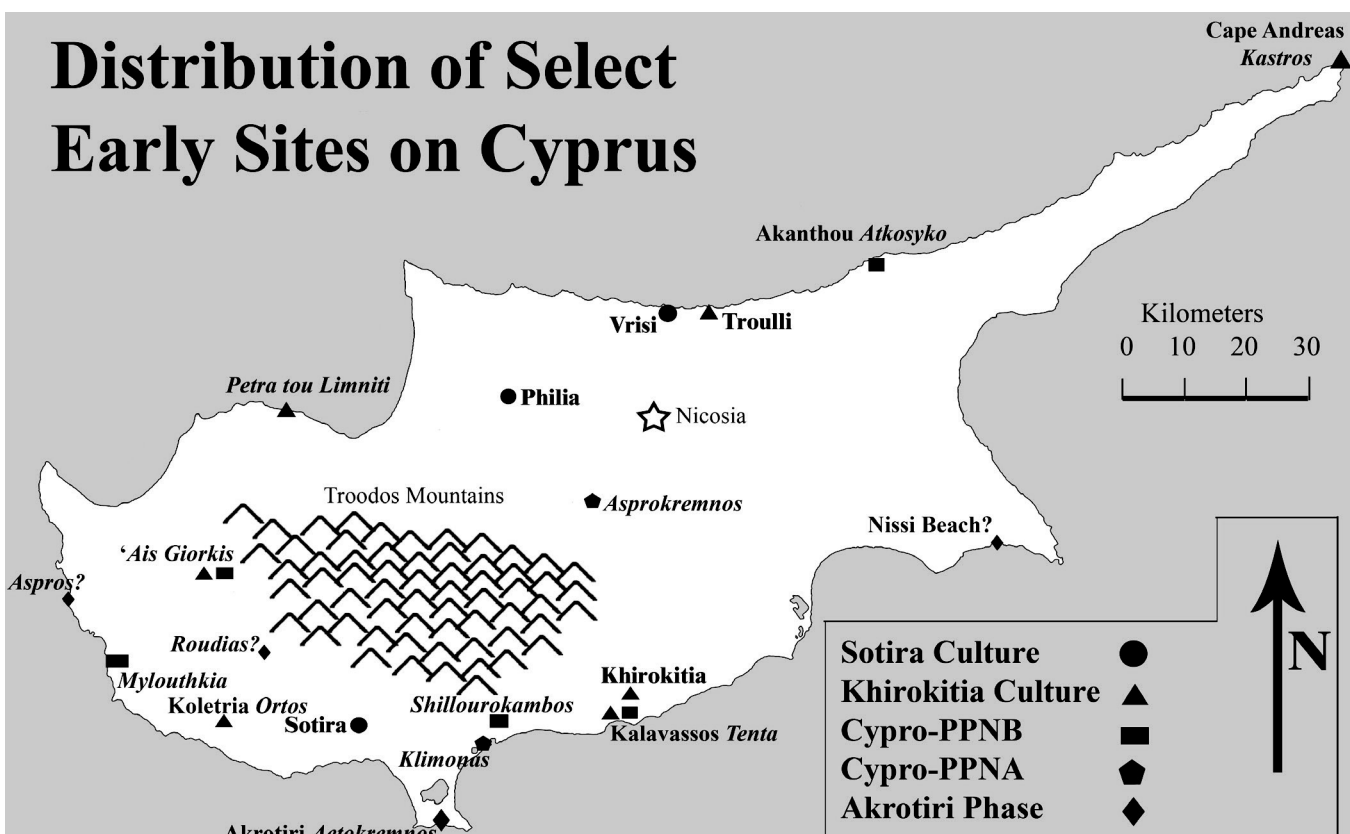 Distribution of Select
Early Sites on Cyprus
Cape Andreas
Kastros
Akanthou Atkosyko
Kilometers
0 10 20 30
Vrisi
Troulli
Petra tou Limniti
Philia
Nicosia
Troodos Mountains
Asprokremnos
Nissi Beach?
‘Ais Giorkis
Aspros?
Roudias?
Mylouthkia
Koletria Ortos
Sotira
Shillourokambos
Khirokitia
Kalavassos Tenta
Klimonas
Akrotiri Aetokremnos
N
Sotira Culture
Khirokitia Culture
Cypro-PPNB
Cypro-PPNA
Akrotiri Phase